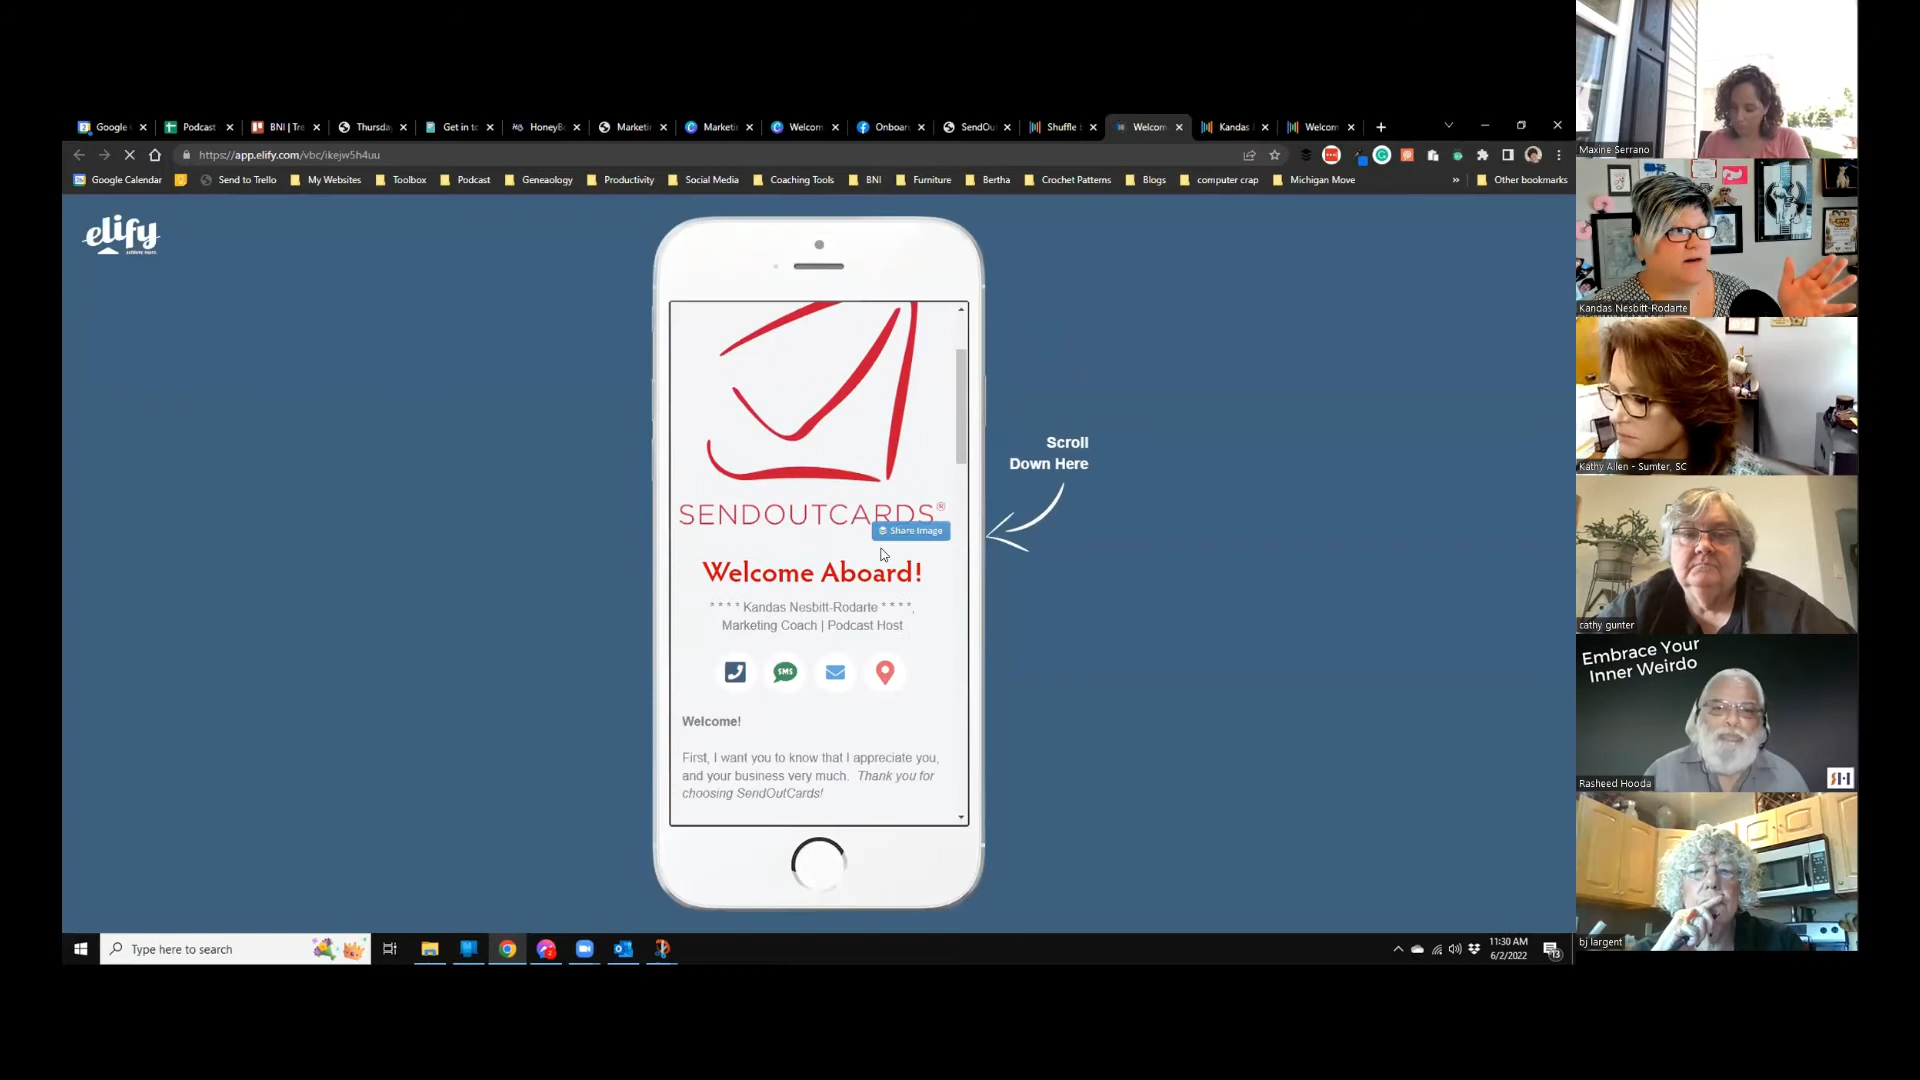 Google
Podcast
BNI | Tre
Thursda
Get in to
HoneyBo
Marketin
Marketin
Welcom
Onboar
SendOu
Shuffle
Welcom
Kandas
Welcom
https://app.elify.com/vbc/ikejw5h4uu
Google Calendar
Send to Trello
My Websites
Toolbox
Podcast
Geneaology
Productivity
Social Media
Coaching Tools
BNI
Furniture
Bertha
Crochet Patterns
Blogs
computer crap
Michigan Move
»
Other bookmarks
elify
SENDOUTCARDS®
Share Image
Welcome Aboard!
* * * * Kandas Nesbitt-Rodarte * * * *,
Marketing Coach | Podcast Host
SMS
Welcome!
First, I want you to know that I appreciate you,
and your business very much. Thank you for
choosing SendOutCards!
Scroll
Down Here
Type here to search
11:30 AM
6/2/2022
13
Maxine Serrano
Kandas Nesbitt-Rodarte
Kathy Allen - Sumter, SC
cathy gunter
Embrace Your
Inner Weirdo
Rasheed Hooda
bj largent